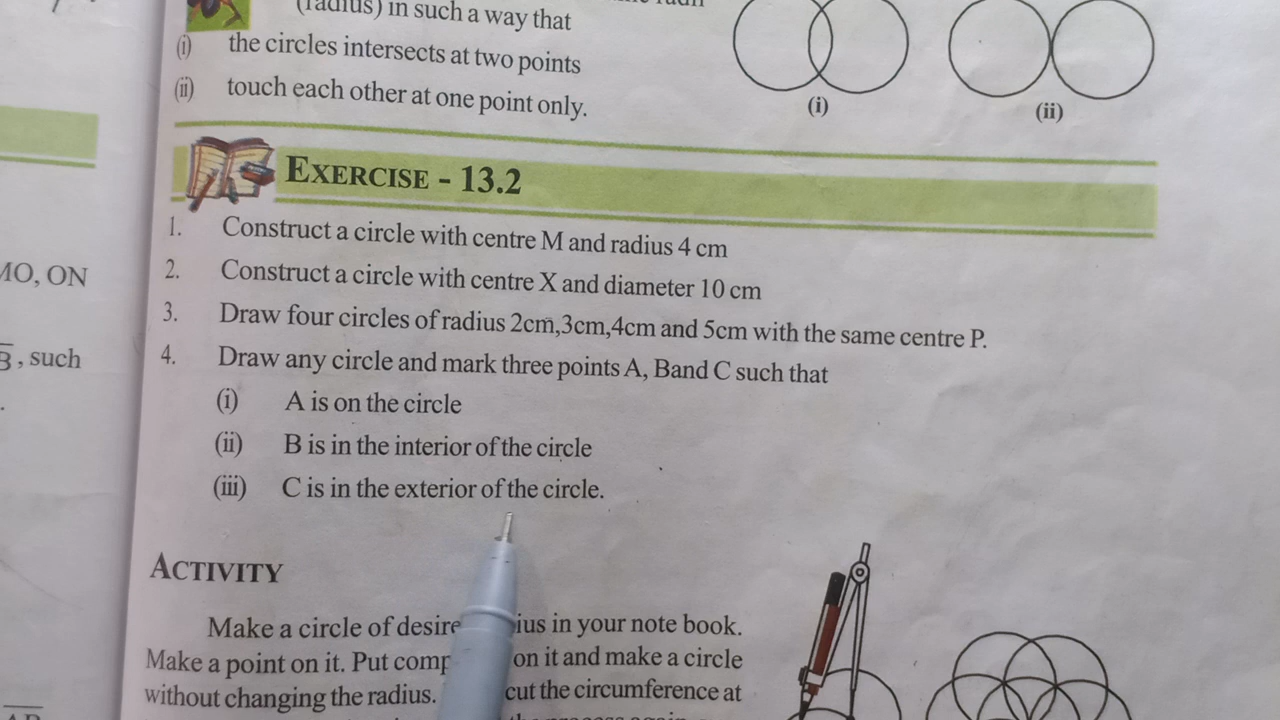 (radius) in such a way that
(i) the circles intersects at two points
(ii) touch each other at one point only.
(i)
(ii)
EXERCISE - 13.2
1. Construct a circle with centre M and radius 4 cm
2. Construct a circle with centre X and diameter 10 cm
3. Draw four circles of radius 2cm,3cm,4cm and 5cm with the same centre P.
4. Draw any circle and mark three points A, Band C such that
(i) A is on the circle
(ii) B is in the interior of the circle
(iii) C is in the exterior of the circle.
ACTIVITY
Make a circle of desire ius in your note book.
Make a point on it. Put comp on it and make a circle
without changing the radius. cut the circumference at
MO, ON
B, such